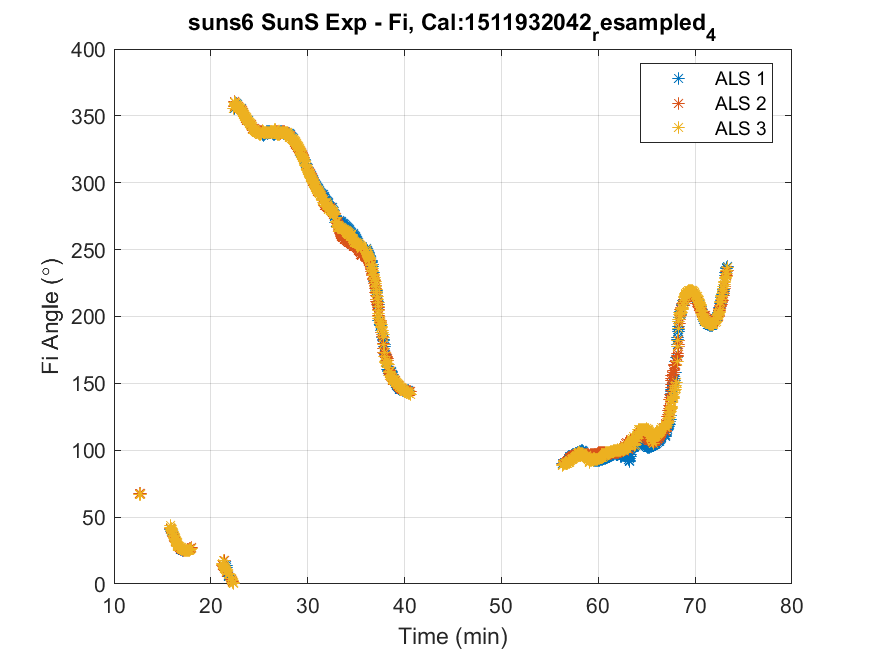 suns6 SunS Exp - Fi, Cal:1511932042resampled4
400
350
300
250
200
150
100
50
0
10 20 30 40 50 60 70 80
Fi Angle (°)
Time (min)
ALS 1
ALS 2
ALS 3